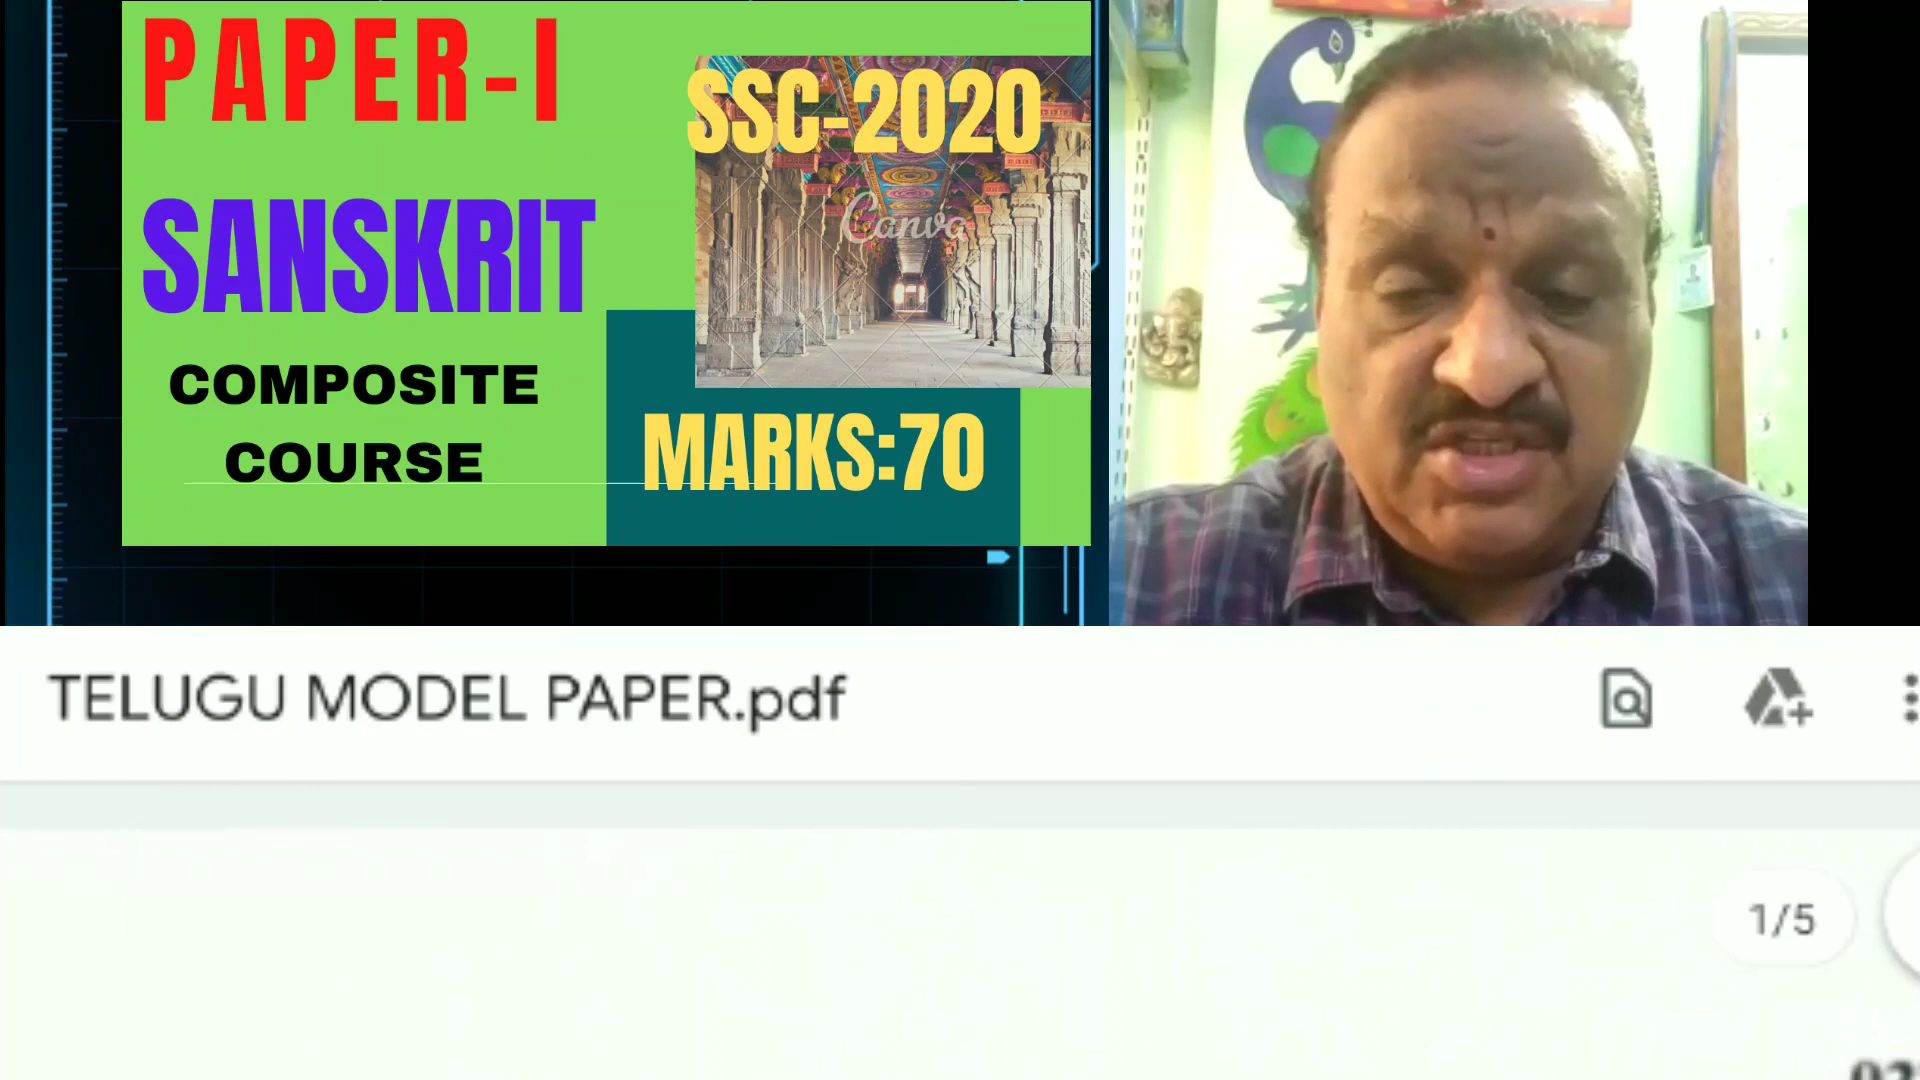 PAPER-I
SSC-2020
SANSKRIT
Canva
COMPOSITE
COURSE
MARKS:70
TELUGU MODEL PAPER.pdf
1/5